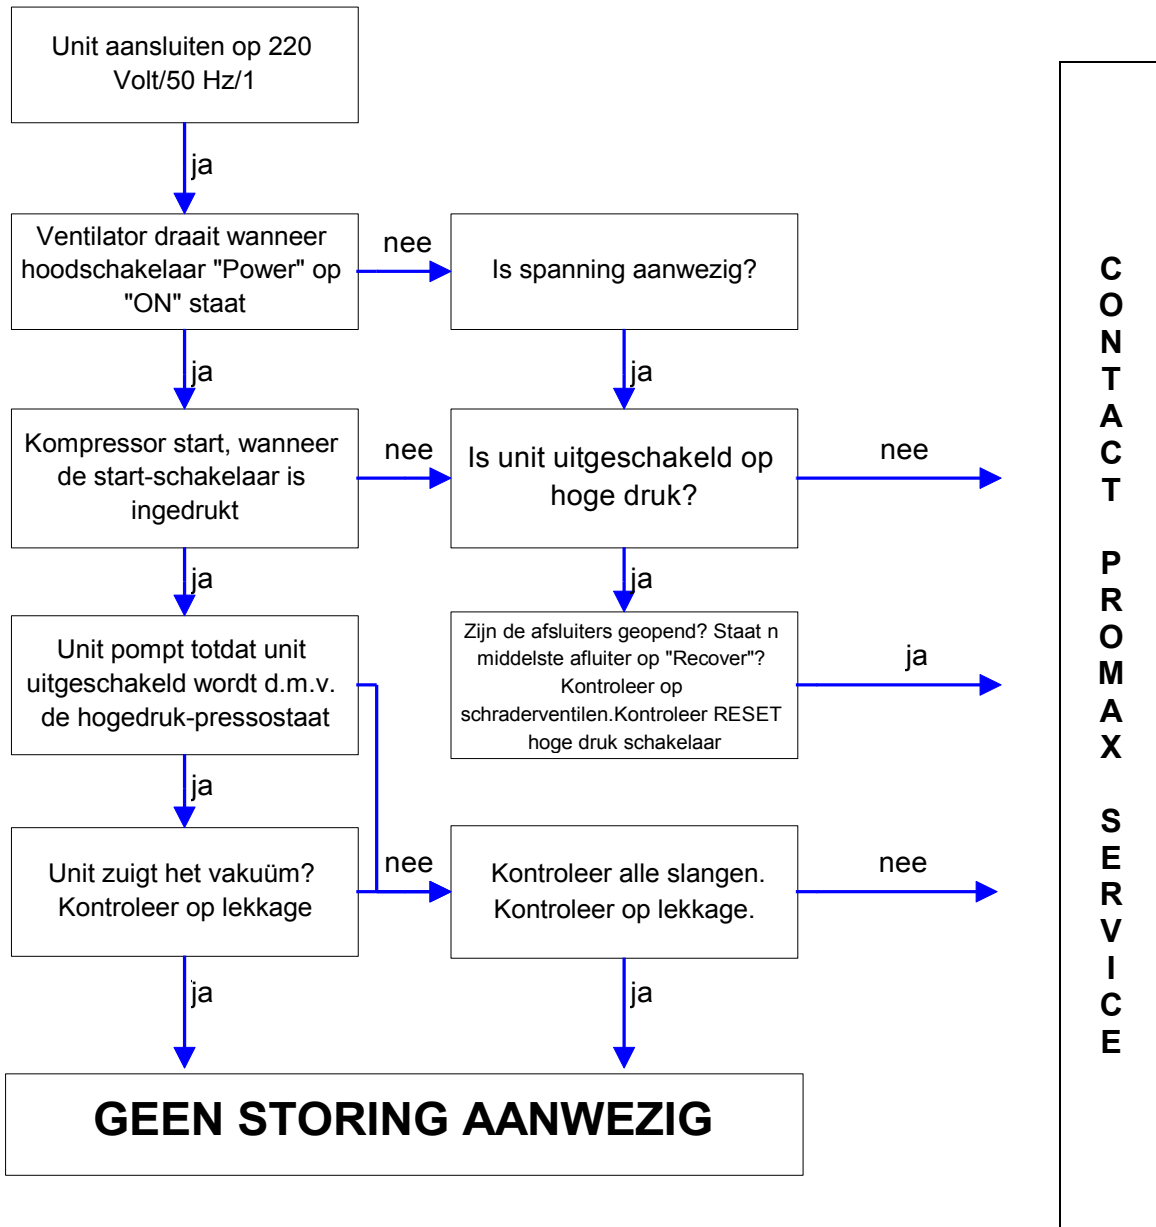 Unit aansluiten op 220
Volt/50 Hz/1
ja
Ventilator draait wanneer
hoodschakelaar "Power" op
"ON" staat
nee
Is spanning aanwezig?
ja
ja
Kompressor start, wanneer
de start-schakelaar is
ingedrukt
nee
Is unit uitgeschakeld op
hoge druk?
nee
ja
ja
Unit pompt totdat unit
uitgeschakeld wordt d.m.v.
de hogedruk-pressostaat
Zijn de afsluiters geopend? Staat n
middelste afluiter op "Recover"?
Kontroleer op
schraderventilen.Kontroleer RESET
hoge druk schakelaar
ja
ja
Unit zuigt het vakuüm?
Kontroleer op lekkage
nee
Kontroleer alle slangen.
Kontroleer op lekkage.
nee
ja
ja
GEEN STORING AANWEZIG
CONTACT PROMAX SERVICE